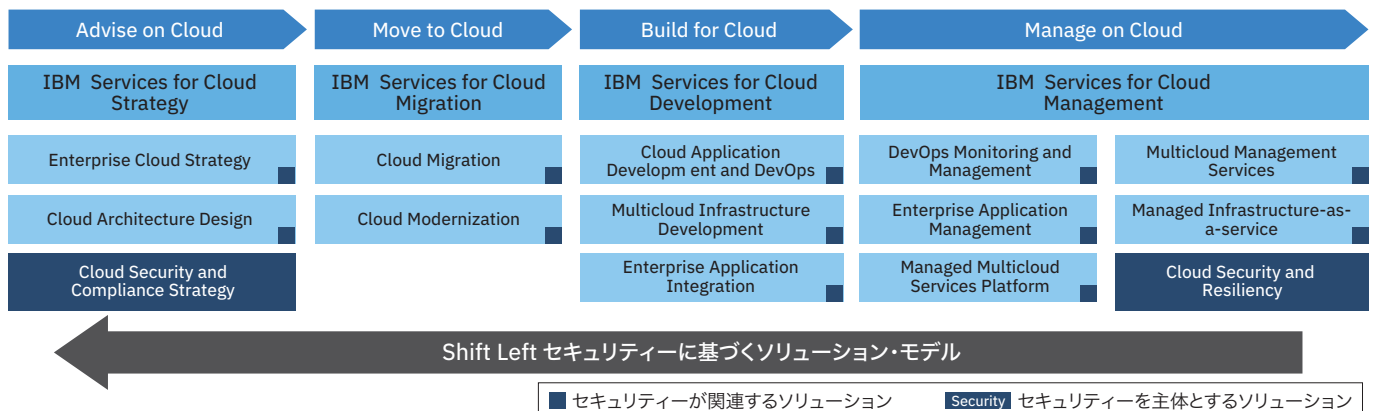 Advise on Cloud
Move to Cloud
Build for Cloud
Manage on Cloud
IBM Services for Cloud
Strategy
IBM Services for Cloud
Migration
IBM Services for Cloud
Development
IBM Services for Cloud
Management
Enterprise Cloud Strategy
Cloud Migration
Cloud Application
Developm ent and DevOps
DevOps Monitoring and
Management
Multicloud Management
Services
Cloud Architecture Design
Cloud Modernization
Multicloud Infrastructure
Development
Enterprise Application
Management
Managed Infrastructure-as-
a-service
Cloud Security and
Compliance Strategy
Enterprise Application
Integration
Managed Multicloud
Services Platform
Cloud Security and
Resiliency
Shift Left セキュリティーに基づくソリューション・モデル
セキュリティーが関連するソリューション
Security セキュリティーを主体とするソリューション